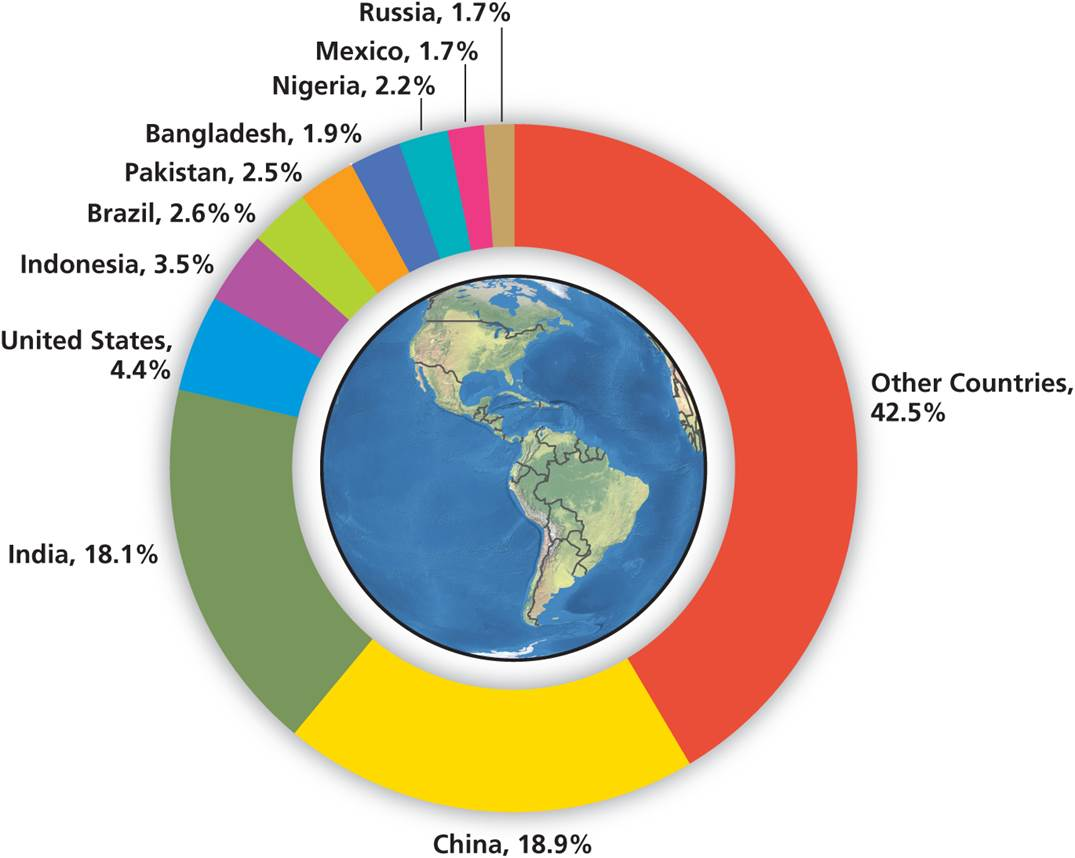 Russia, 1.7%
Mexico, 1.7%
Nigeria, 2.2%
Bangladesh, 1.9%
Pakistan, 2.5%
Brazil, 2.6% %
Indonesia, 3.5%
United States,
4.4%
Other Countries,
42.5%
India, 18.1%
China, 18.9%